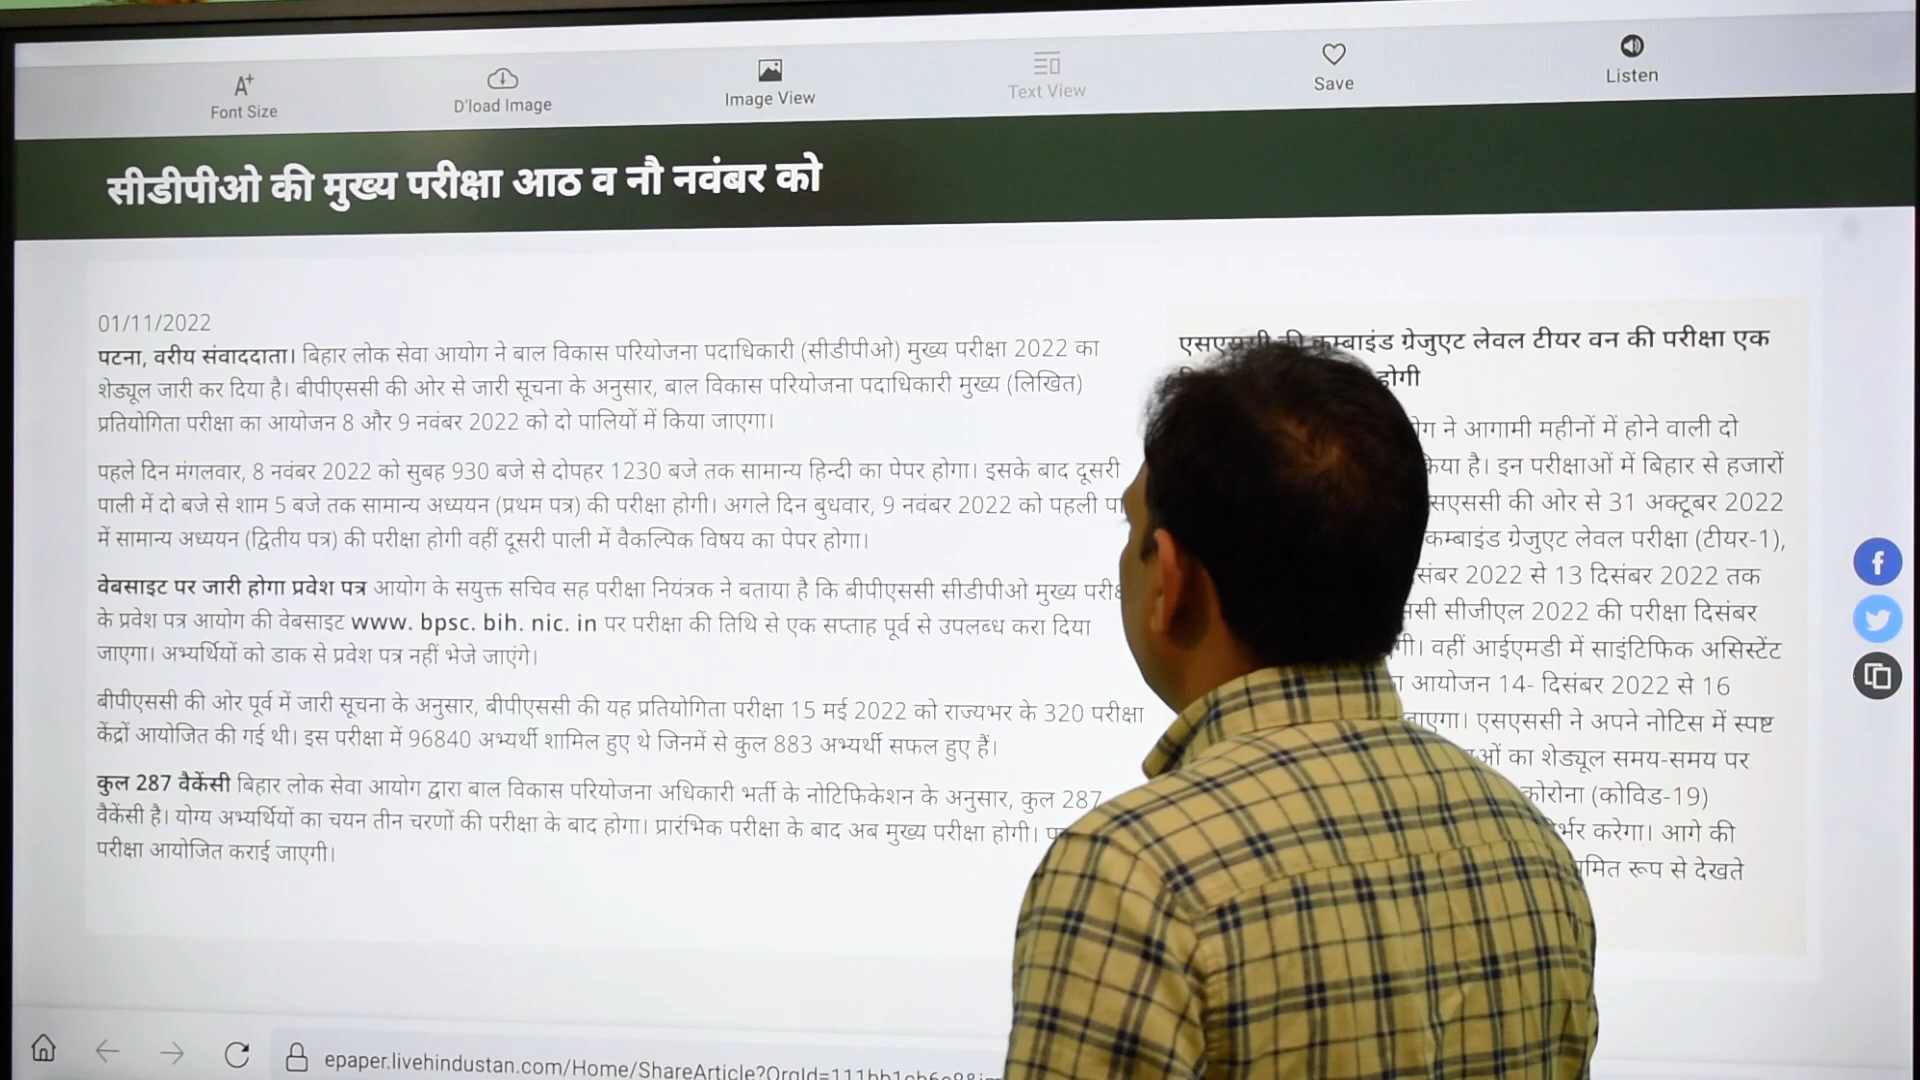 Font Size
D'load Image
Image View
Text View
Save
Listen
सीडीपीओ की मुख्य परीक्षा आठ व नौ नवंबर को
01/11/2022
पटना, वरीय संवाददाता। बिहार लोक सेवा आयोग ने बाल विकास परियोजना पदाधिकारी (सीडीपीओ) मुख्य परीक्षा 2022 का
शेड्यूल जारी कर दिया है। बीपीएससी की ओर से जारी सूचना के अनुसार, बाल विकास परियोजना पदाधिकारी मुख्य (लिखित)
प्रतियोगिता परीक्षा का आयोजन 8 और 9 नवंबर 2022 को दो पालियों में किया जाएगा।
पहले दिन मंगलवार, 8 नवंबर 2022 को सुबह 930 बजे से दोपहर 1230 बजे तक सामान्य हिन्दी का पेपर होगा। इसके बाद दूसरी
पाली में दो बजे से शाम 5 बजे तक सामान्य अध्ययन (प्रथम पत्र) की परीक्षा होगी। अगले दिन बुधवार, 9 नवंबर 2022 को पहली
में सामान्य अध्ययन (द्वितीय पत्र) की परीक्षा होगी वहीं दूसरी पाली में वैकल्पिक विषय का पेपर होगा।
वेबसाइट पर जारी होगा प्रवेश पत्र आयोग के सयुक्त सचिव सह परीक्षा नियंत्रक ने बताया है कि बीपीएससी सीडीपीओ मुख्य
के प्रवेश पत्र आयोग की वेबसाइट www. bpsc. bih. nic. in पर परीक्षा की तिथि से एक सप्ताह पूर्व से उपलब्ध करा दिया
जाएगा। अभ्यर्थियों को डाक से प्रवेश पत्र नहीं भेजे जाएंगे।
बीपीएससी की ओर पूर्व में जारी सूचना के अनुसार, बीपीएससी की यह प्रतियोगिता परीक्षा 15 मई 2022 को राज्यभर के 320 परीक्षा
केंद्रों आयोजित की गई थी। इस परीक्षा में 96840 अभ्यर्थी शामिल हुए थे जिनमें से कुल 883 अभ्यर्थी सफल हुए हैं।
कुल 287 वैकेंसी बिहार लोक सेवा आयोग द्वारा बाल विकास परियोजना अधिकारी भर्ती के नोटिफिकेशन के अनुसार, कुल 287
वैकेंसी है। योग्य अभ्यर्थियों का चयन तीन चरणों की परीक्षा के बाद होगा। प्रारंभिक परीक्षा के बाद अब मुख्य परीक्षा होगी।
परीक्षा आयोजित कराई जाएगी।
की कम्बाइंड ग्रेजुएट लेवल टीयर वन की परीक्षा एक
होगी
ने आगामी महीनों में होने वाली दो
है। इन परीक्षाओं में बिहार से हजारों
की ओर से 31 अक्टूबर 2022
कम्बाइंड ग्रेजुएट लेवल परीक्षा (टीयर-1),
2022 से 13 दिसंबर 2022 तक
सीजीएल 2022 की परीक्षा दिसंबर
वहीं आईएमडी में साइंटिफिक असिस्टेंट
आयोजन 14- दिसंबर 2022 से 16
एसएससी ने अपने नोटिस में स्पष्ट
का शेड्यूल समय-समय पर
कोरोना (कोविड-19)
करेगा। आगे की
रूप से देखते
epaper.livehindustan.com/Home/ShareArticle?OrgId=